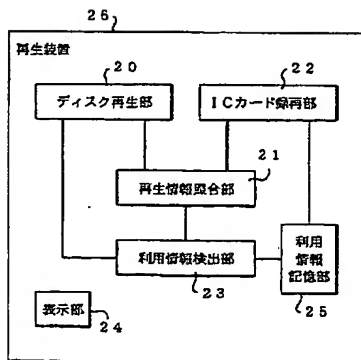 26
再生装置
20
22
ディスク再生部
ICカード録再部
21
再生情報照合部
利用情報検出部
利用
情報
記憶部
23
25
表示部
24